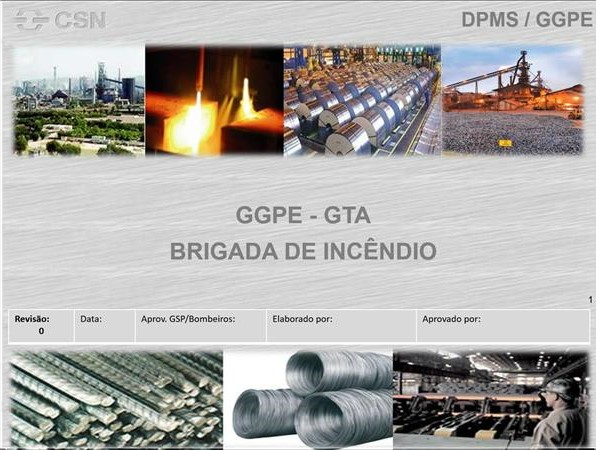 CSN
DPMS / GGPE
GGPE - GTA
BRIGADA DE INCÊNDIO
1
Revisão:
0
Data:
Aprov. GSP/Bombeiros:
Elaborado por:
Aprovado por: